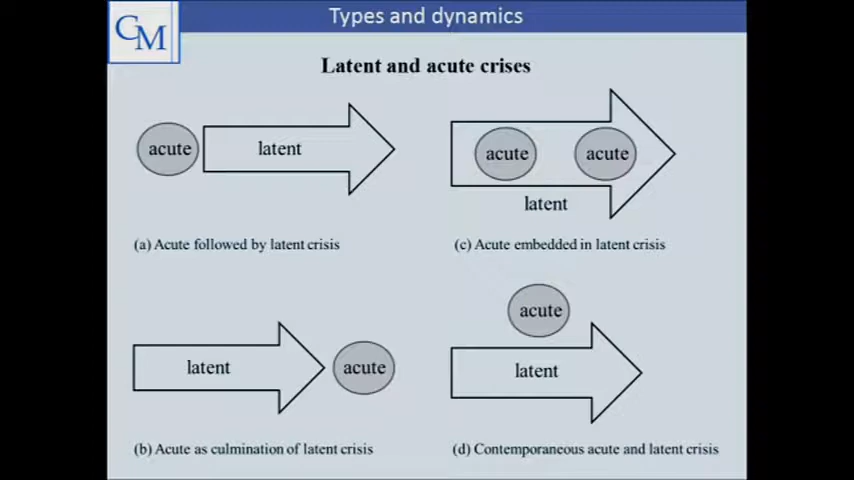 CM
Types and dynamics
Latent and acute crises
acute
latent
(a) Acute followed by latent crisis
acute
acute
latent
(c) Acute embedded in latent crisis
latent
acute
(b) Acute as culmination of latent crisis
acute
latent
(d) Contemporaneous acute and latent crisis